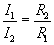 I₁/I₂ = R₂/R₁